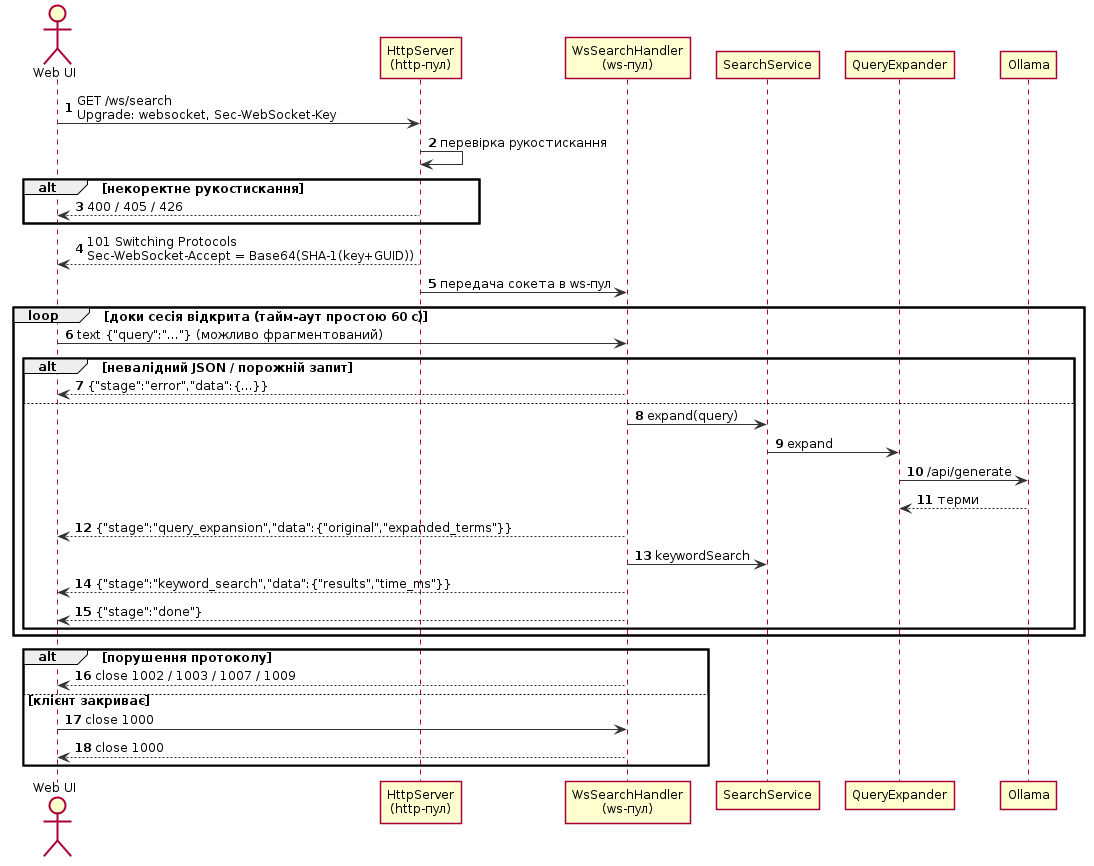 Web UI
HttpServer
(http-пул)
WsSearchHandler
(ws-пул)
SearchService
QueryExpander
Ollama
1 GET /ws/search
Upgrade: websocket, Sec-WebSocket-Key
2 перевірка рукостискання
alt [некоректне рукостискання]
3 400 / 405 / 426
4 101 Switching Protocols
Sec-WebSocket-Accept = Base64(SHA-1(key+GUID))
5 передача сокета в ws-пул
loop [доки сесія відкрита (тайм-аут простою 60 с)]
6 text {"query":"..."} (можливо фрагментований)
alt [невалідний JSON / порожній запит]
7 {"stage":"error","data":{...}}
8 expand(query)
9 expand
10 /api/generate
11 терми
12 {"stage":"query_expansion","data":{"original","expanded_terms"}}
13 keywordSearch
14 {"stage":"keyword_search","data":{"results","time_ms"}}
15 {"stage":"done"}
alt [порушення протоколу]
16 close 1002 / 1003 / 1007 / 1009
[клієнт закриває]
17 close 1000
18 close 1000
Web UI
HttpServer
(http-пул)
WsSearchHandler
(ws-пул)
SearchService
QueryExpander
Ollama